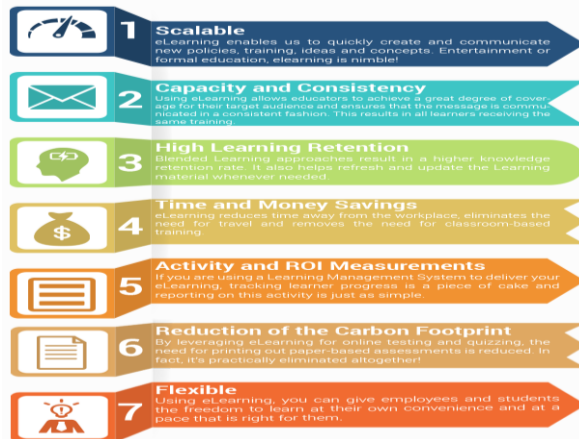 1
Scalable
eLearning enables us to quickly create and communicate
new policies, training, ideas and concepts. Entertainment or
formal education, elearning is nimble!
2
Capacity and Consistency
Using eLearning allows educators to achieve a great degree of cover-
age for their target audience and ensures that the message is commu-
nicated in a consistent fashion. This results in all learners receiving the
same training.
3
High Learning Retention
Blended Learning approaches result in a higher knowledge
retention rate. It also helps refresh and update the Learning
material whenever needed.
4
Time and Money Savings
eLearning reduces time away from the workplace, eliminates the
need for travel and removes the need for classroom-based
training
$
5
Activity and ROI Measurements
If you are using a Learning Management System to deliver your
eLearning, tracking learner progress is a piece of cake and
reporting on this activity is just as simple.
6
Reduction of the Carbon Footprint
By leveraging eLearning for online testing and quizzing, the
need for printing out paper-based assessments is reduced. In
fact, it's practically eliminated altogether!
7
Flexible
Using eLearning, you can give employees and students
the freedom to learn at their own convenience and at a
pace that is right for them.